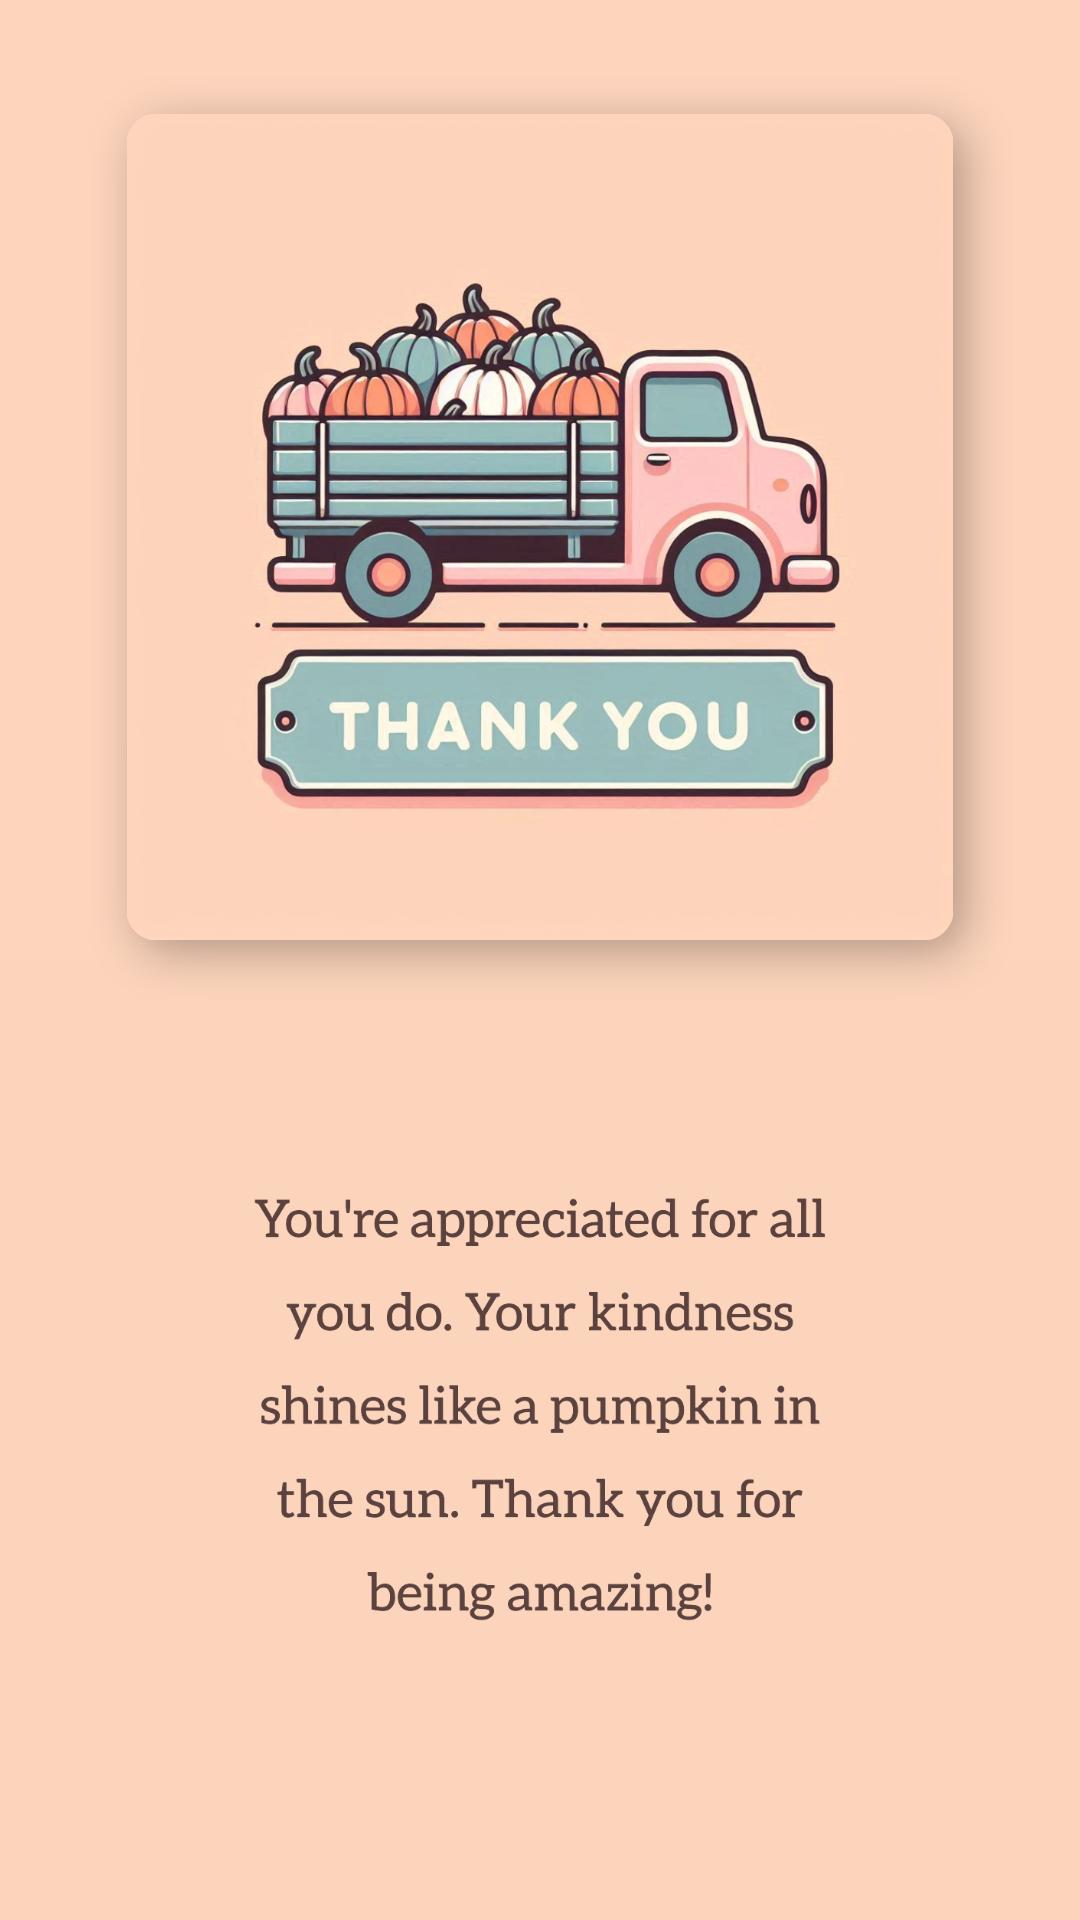 THANK YOU
You're appreciated for all
you do. Your kindness
shines like a pumpkin in
the sun. Thank you for
being amazing!